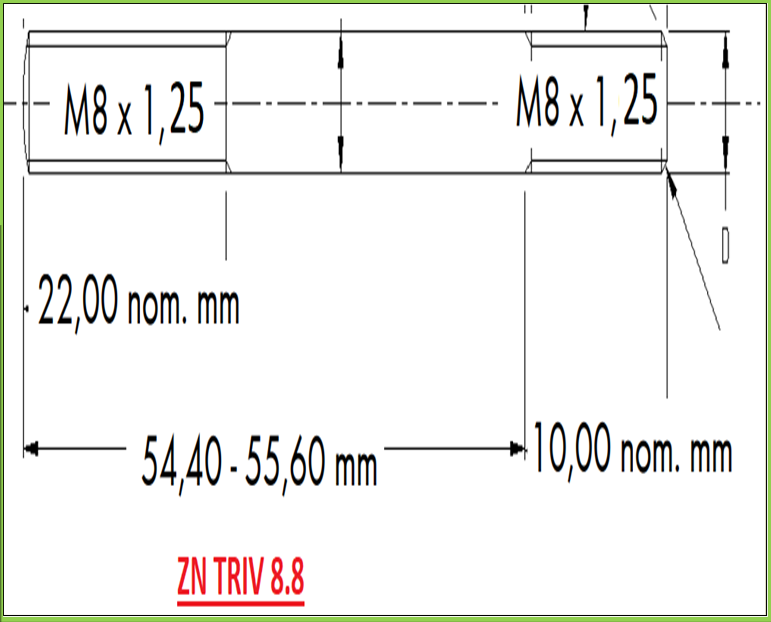 M8 x 1,25
M8 x 1,25
D
22,00 nom. mm
54,40 - 55,60 mm
10,00 nom. mm
ZN TRIV 8.8